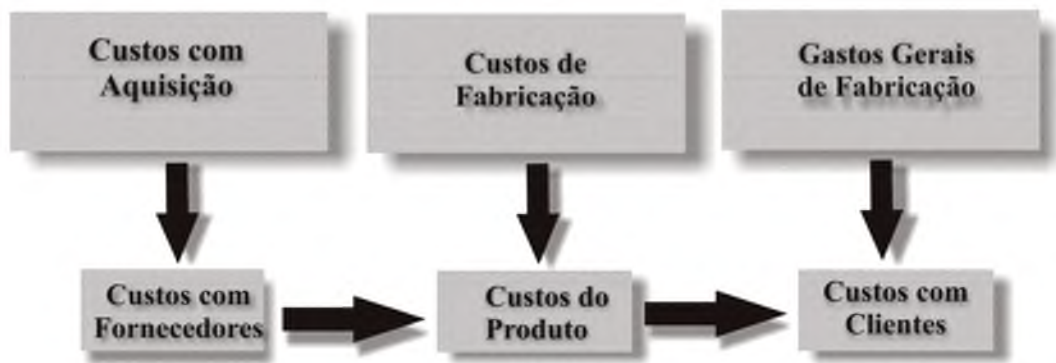 Custos com
Aquisição
Custos de
Fabricação
Gastos Gerais
de Fabricação
Custos com
Fornecedores
Custos do
Produto
Custos com
Clientes